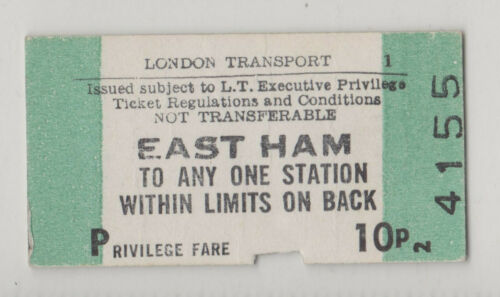 LONDON TRANSPORT 1
Issued subject to L.T. Executive Privilege
Ticket Regulations and Conditions
NOT TRANSFERABLE
EAST HAM
TO ANY ONE STATION
WITHIN LIMITS ON BACK
PRIVILEGE FARE 10P 2
4155